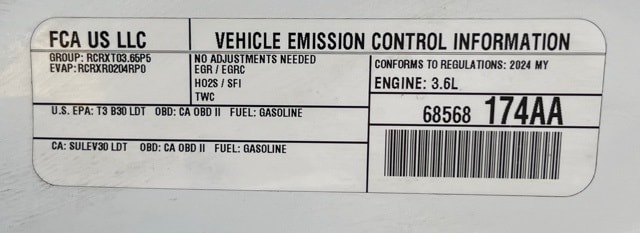 FCA US LLC
VEHICLE EMISSION CONTROL INFORMATION
GROUP: RCRXT03.65P5
EVAP: RCRXR0204RP0
NO ADJUSTMENTS NEEDED
EGR / EGRC
HO2S / SFI
TWC
CONFORMS TO REGULATIONS: 2024 MY
ENGINE: 3.6L
U.S. EPA: T3 B30 LDT OBD: CA OBD II FUEL: GASOLINE
68568 174AA
CA: SULEV30 LDT OBD: CA OBD II FUEL: GASOLINE